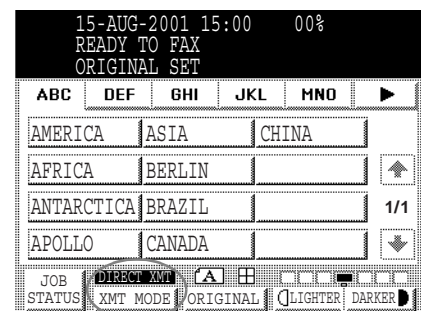 15-AUG-2001 15:00 00%
READY TO FAX
ORIGINAL SET
ABC DEF GHI JKL MNO
AMERICA ASIA CHINA
AFRICA BERLIN
ANTARCTICA BRAZIL 1/1
APOLLO CANADA
JOB STATUS
DIRECT XMT
XMT MODE
A
ORIGINAL
LIGHTER DARKER